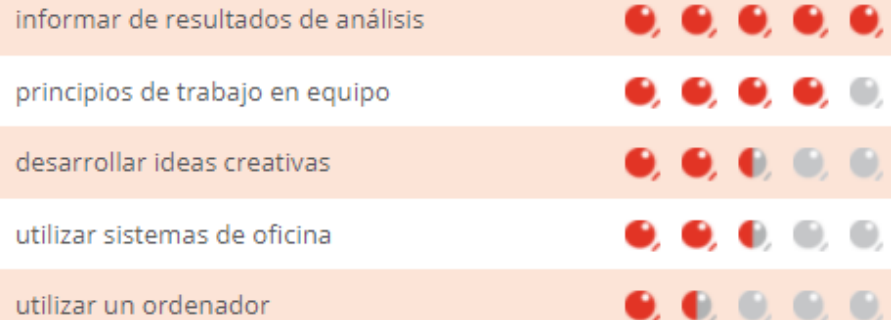 informar de resultados de análisis
principios de trabajo en equipo
desarrollar ideas creativas
utilizar sistemas de oficina
utilizar un ordenador